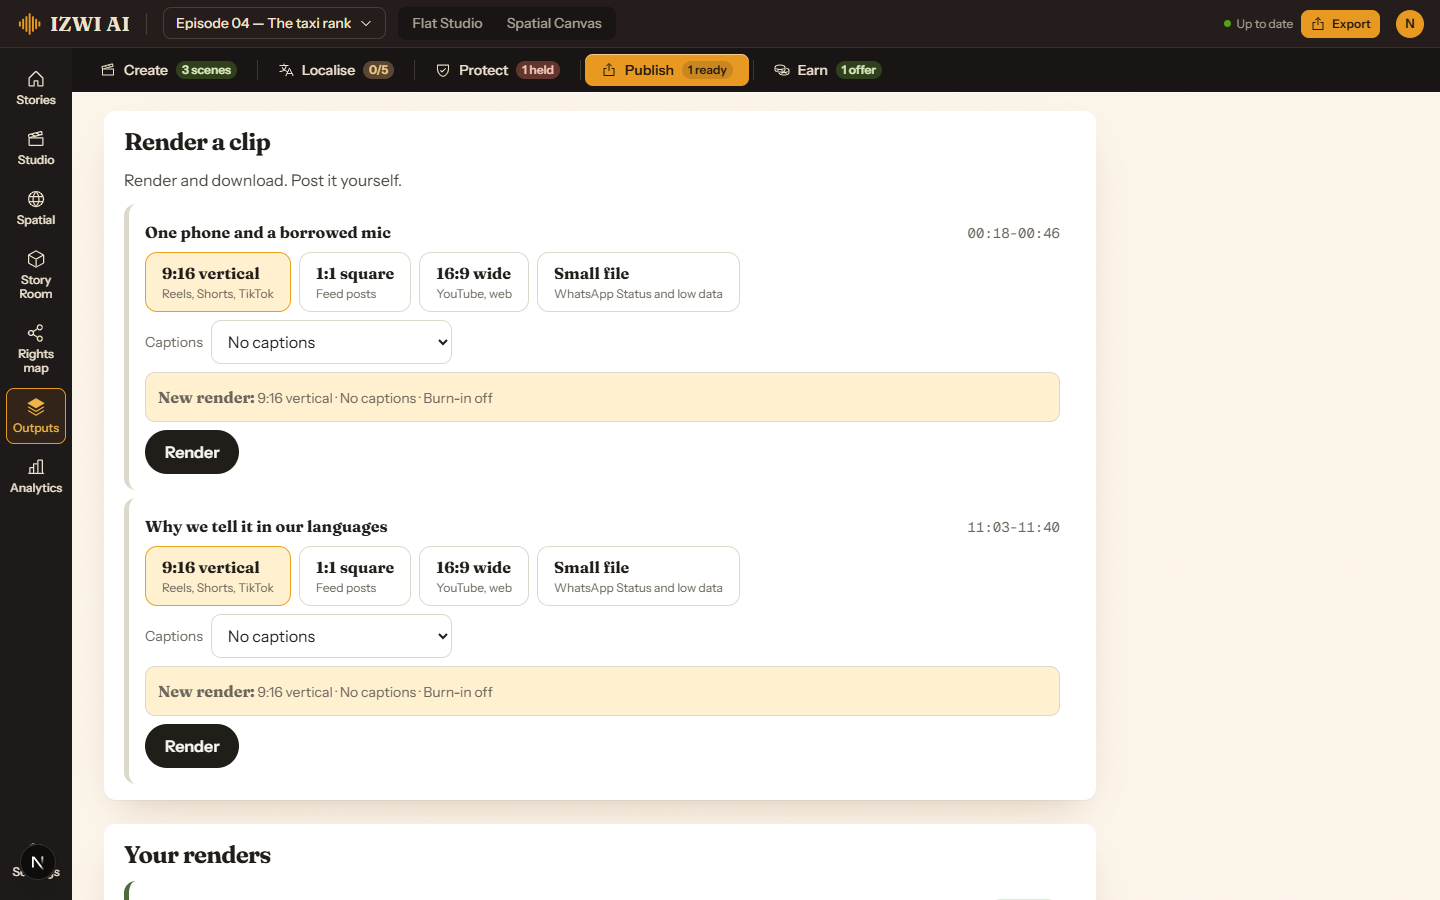 IZWI AI
Episode 04 — The taxi rank
Flat Studio
Spatial Canvas
Up to date
Export
N
Create 3 scenes
Localise 0/5
Protect 1 held
Publish 1 ready
Earn 1 offer
Stories
Studio
Spatial
Story
Room
Rights
map
Outputs
Analytics
N
Render a clip
Render and download. Post it yourself.
One phone and a borrowed mic
00:18-00:46
9:16 vertical
Reels, Shorts, TikTok
1:1 square
Feed posts
16:9 wide
YouTube, web
Small file
WhatsApp Status and low data
Captions
No captions
New render: 9:16 vertical · No captions · Burn-in off
Render
Why we tell it in our languages
11:03-11:40
9:16 vertical
Reels, Shorts, TikTok
1:1 square
Feed posts
16:9 wide
YouTube, web
Small file
WhatsApp Status and low data
Captions
No captions
New render: 9:16 vertical · No captions · Burn-in off
Render
Your renders